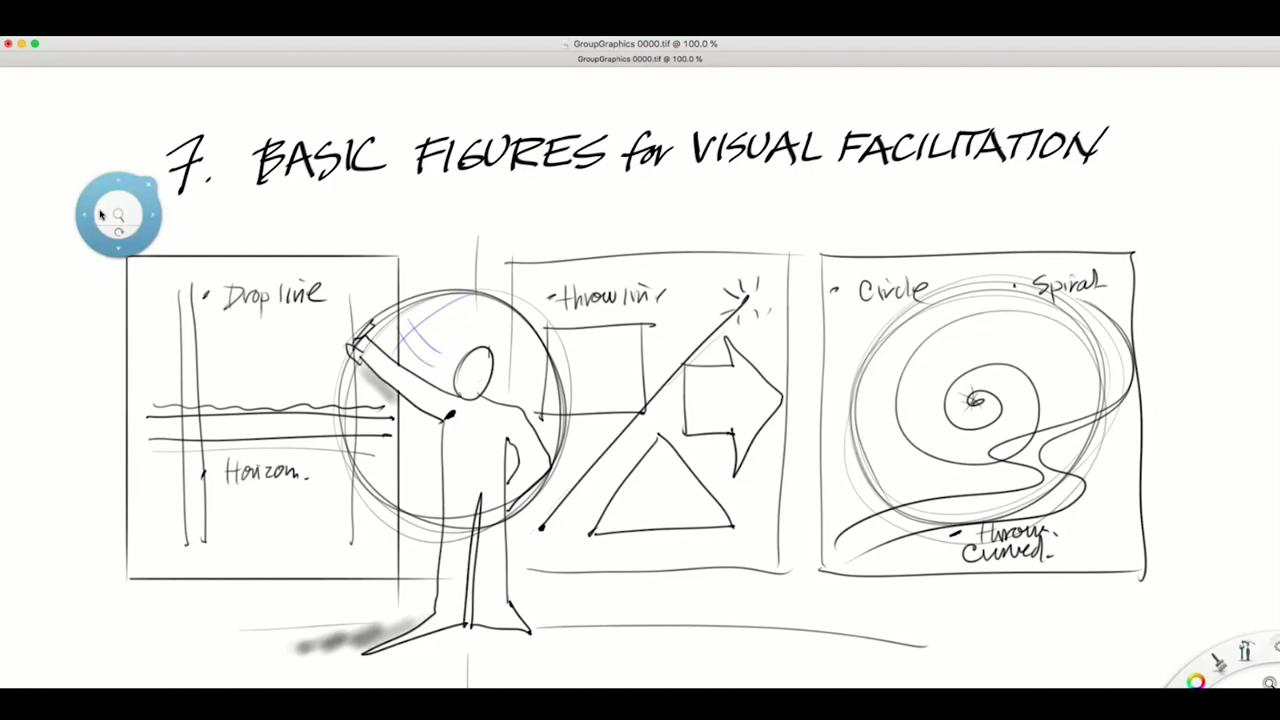 GroupGraphics 0000.tif @ 100.0 %
GroupGraphics 0000.tif @ 100.0 %
7. BASIC FIGURES for VISUAL FACILITATION
• Drop line
• throw line
• Circle
• Spiral
Horizon.
• throw.
Curved.